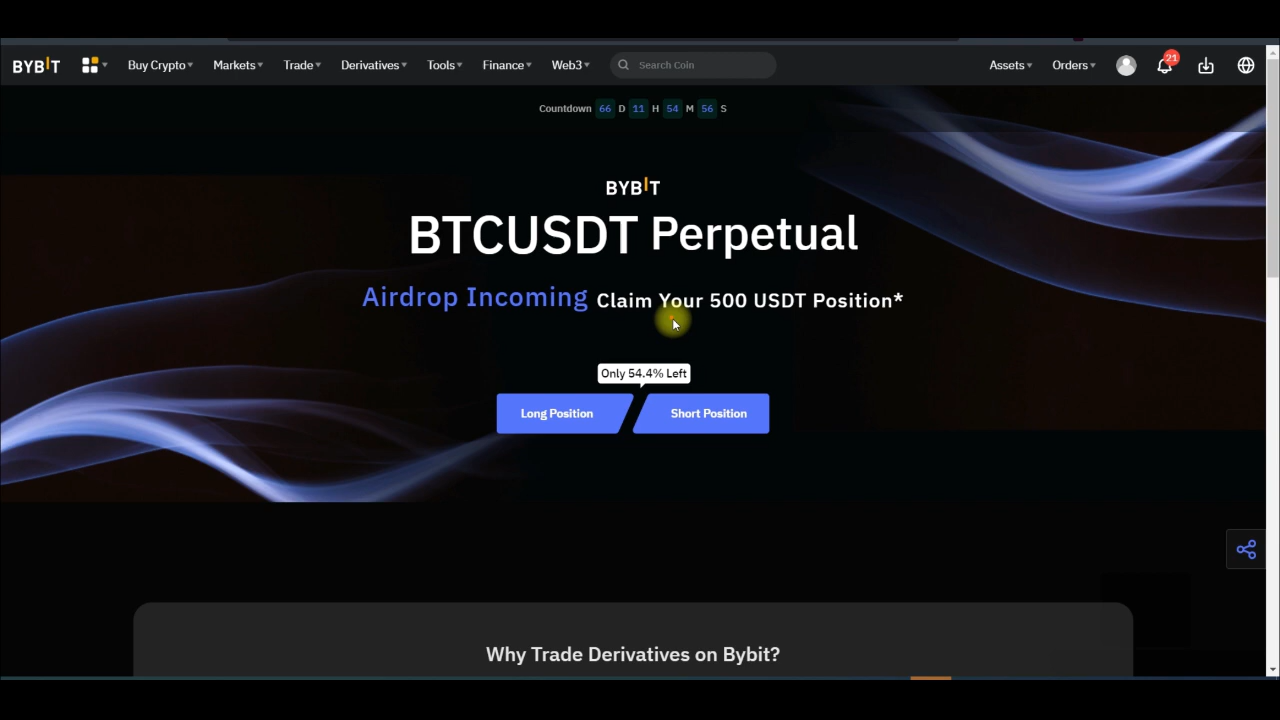 BYBIT Buy Crypto Markets Trade Derivatives Tools Finance Web3 Search Coin Assets Orders 21
Countdown 66 D 11 H 54 M 56 S
BYBIT
BTCUSDT Perpetual
Airdrop Incoming Claim Your 500 USDT Position*
Only 54.4% Left
Long Position Short Position
Why Trade Derivatives on Bybit?